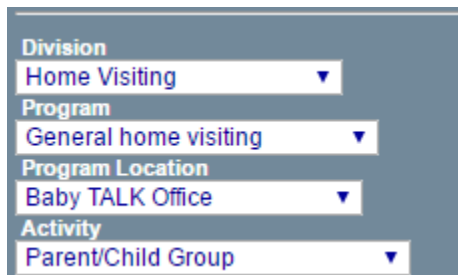 Division
Home Visiting
Program
General home visiting
Program Location
Baby TALK Office
Activity
Parent/Child Group